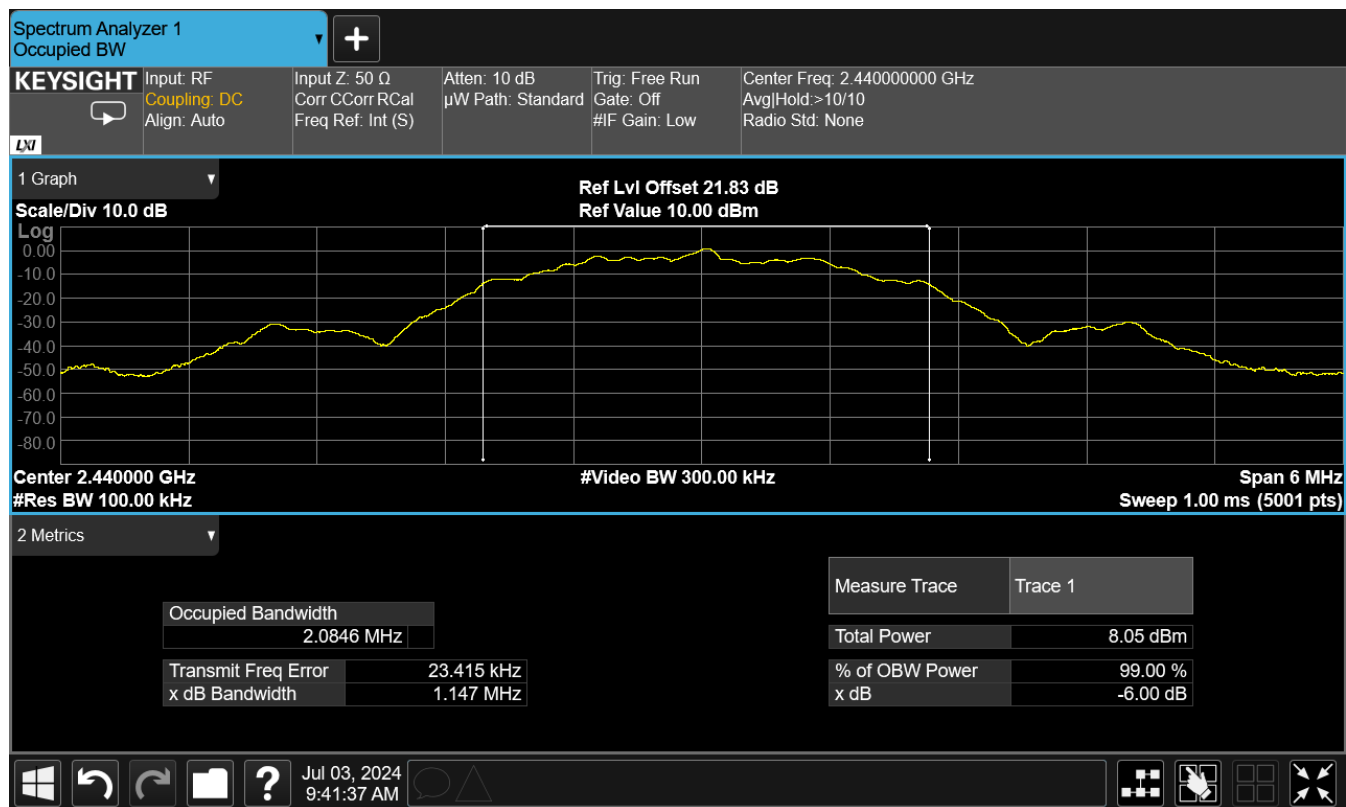 Spectrum Analyzer 1
Occupied BW
KEYSIGHT
LXI
Input: RF
Coupling: DC
Align: Auto
Input Z: 50 Ω
Corr CCorr RCal
Freq Ref: Int (S)
Atten: 10 dB
µW Path: Standard
Trig: Free Run
Gate: Off
#IF Gain: Low
Center Freq: 2.440000000 GHz
Avg|Hold:>10/10
Radio Std: None
1 Graph
Scale/Div 10.0 dB
Ref Lvl Offset 21.83 dB
Ref Value 10.00 dBm
Log
0.00
-10.0
-20.0
-30.0
-40.0
-50.0
-60.0
-70.0
-80.0
Center 2.440000 GHz
#Video BW 300.00 kHz
Span 6 MHz
#Res BW 100.00 kHz
Sweep 1.00 ms (5001 pts)
2 Metrics
Occupied Bandwidth
2.0846 MHz
Transmit Freq Error 23.415 kHz
x dB Bandwidth 1.147 MHz
Measure Trace Trace 1
Total Power 8.05 dBm
% of OBW Power 99.00 %
x dB -6.00 dB
?
Jul 03, 2024
9:41:37 AM